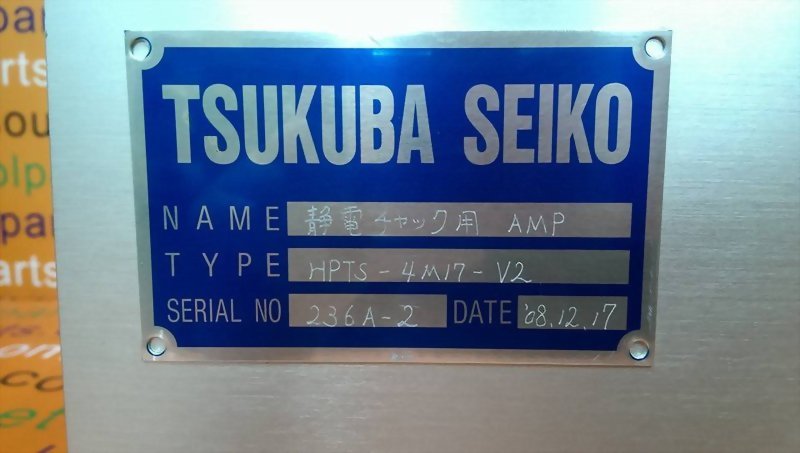 TSUKUBA SEIKO
NAME 静電チャック用 AMP
TYPE HPTS-4M17-V2
SERIAL NO 236A-2 DATE '08.12.17